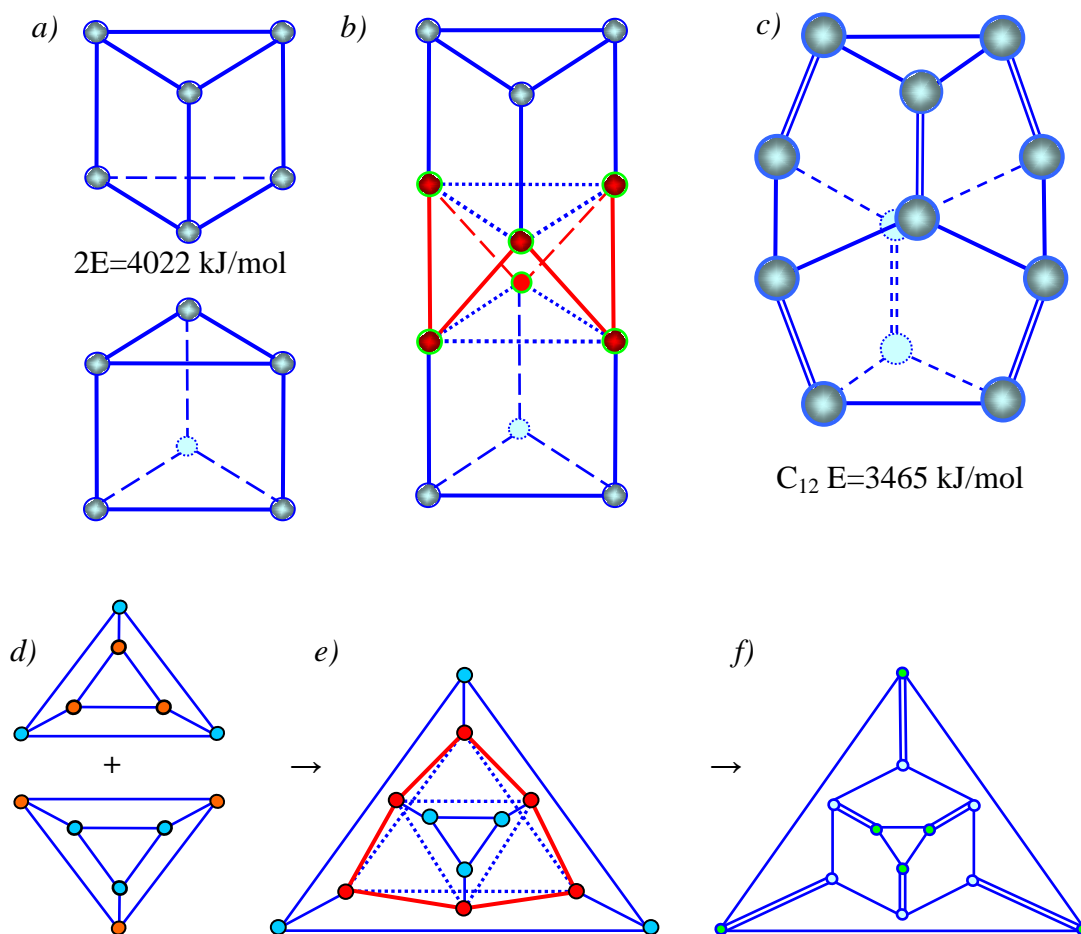 a)
b)
c)
2E=4022 kJ/mol
C₁₂ E=3465 kJ/mol
d)
e)
f)
+
→
→